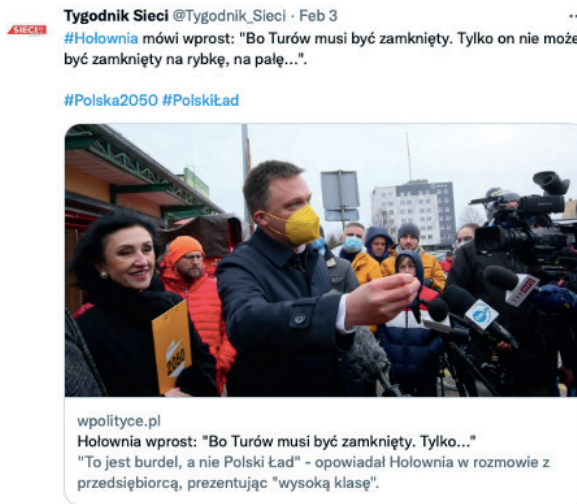 SIECI
Tygodnik Sieci @Tygodnik_Sieci · Feb 3
#Hołownia mówi wprost: "Bo Turów musi być zamknięty. Tylko on nie może
być zamknięty na rybkę, na pałę...".
#Polska2050 #PolskiŁad
2050
wpolityce.pl
Hołownia wprost: "Bo Turów musi być zamknięty. Tylko..."
"To jest burdel, a nie Polski Ład" - opowiadał Hołownia w rozmowie z
przedsiębiorcą, prezentując "wysoką klasę".